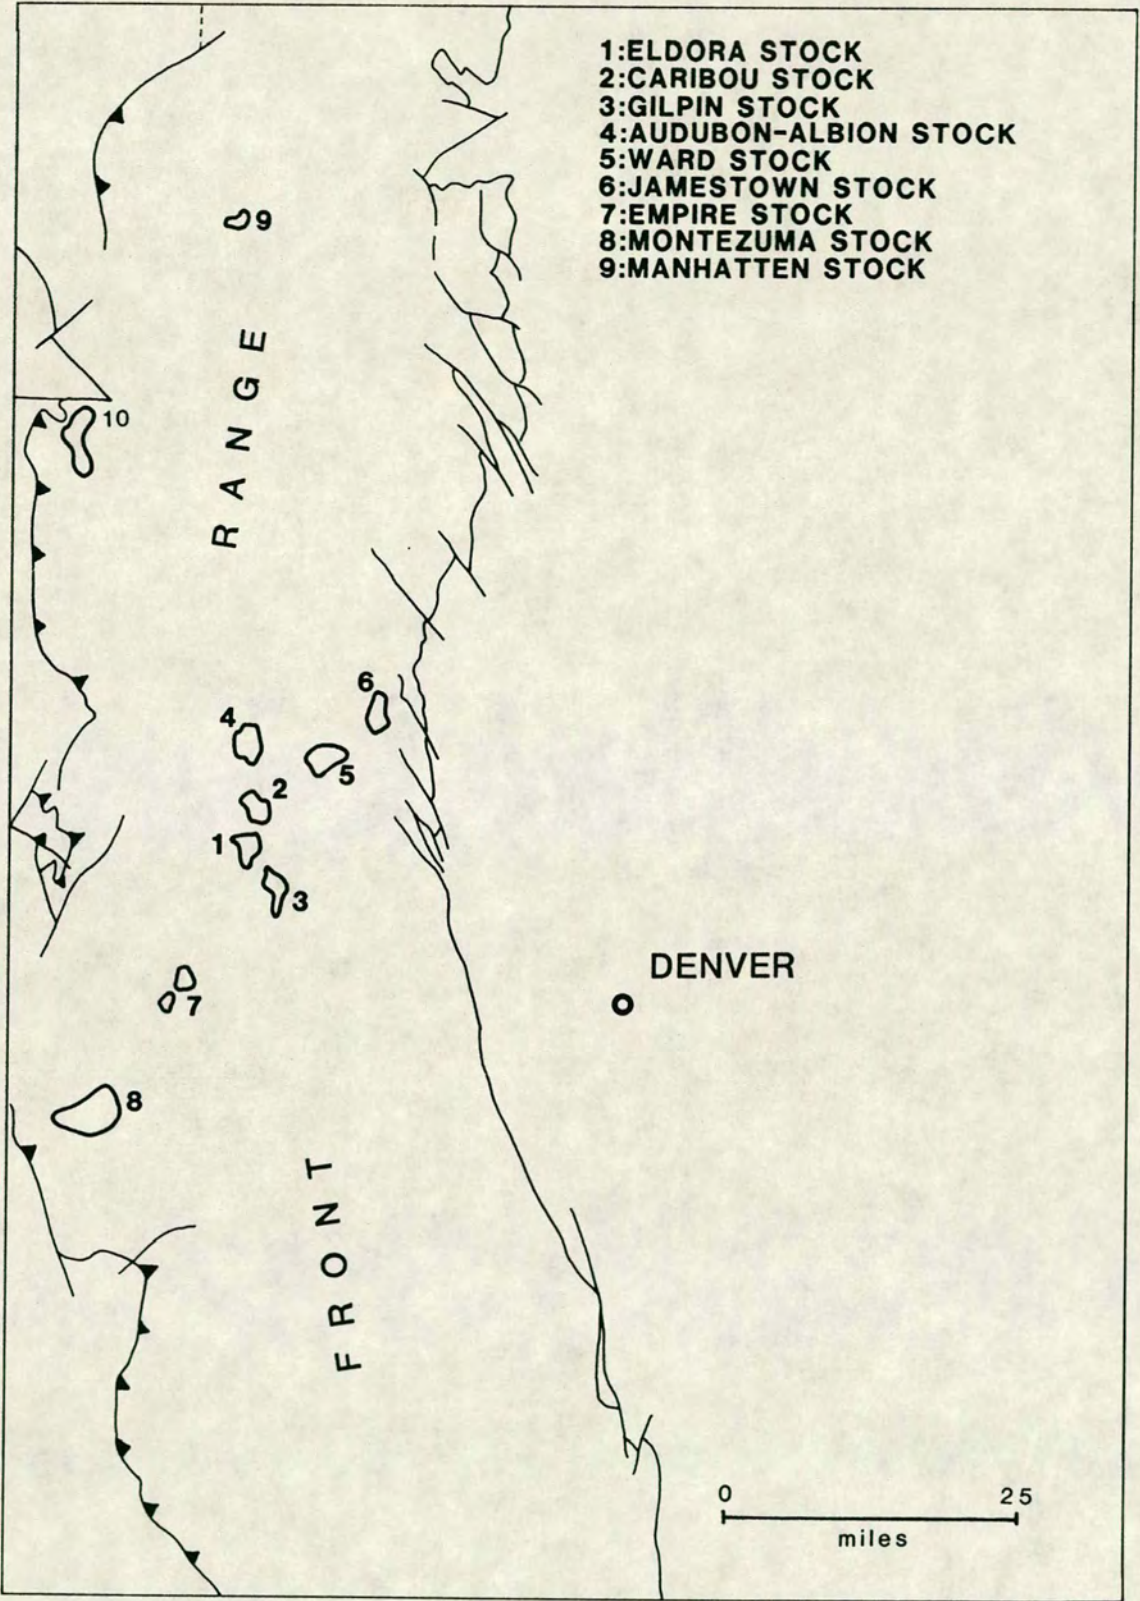 1:ELDORA STOCK
2:CARIBOU STOCK
3:GILPIN STOCK
4:AUDUBON-ALBION STOCK
5:WARD STOCK
6:JAMESTOWN STOCK
7:EMPIRE STOCK
8:MONTEZUMA STOCK
9:MANHATTEN STOCK
9
RANGE
10
6
4
5
2
1
3
DENVER
7
8
FRONT
0 25
miles